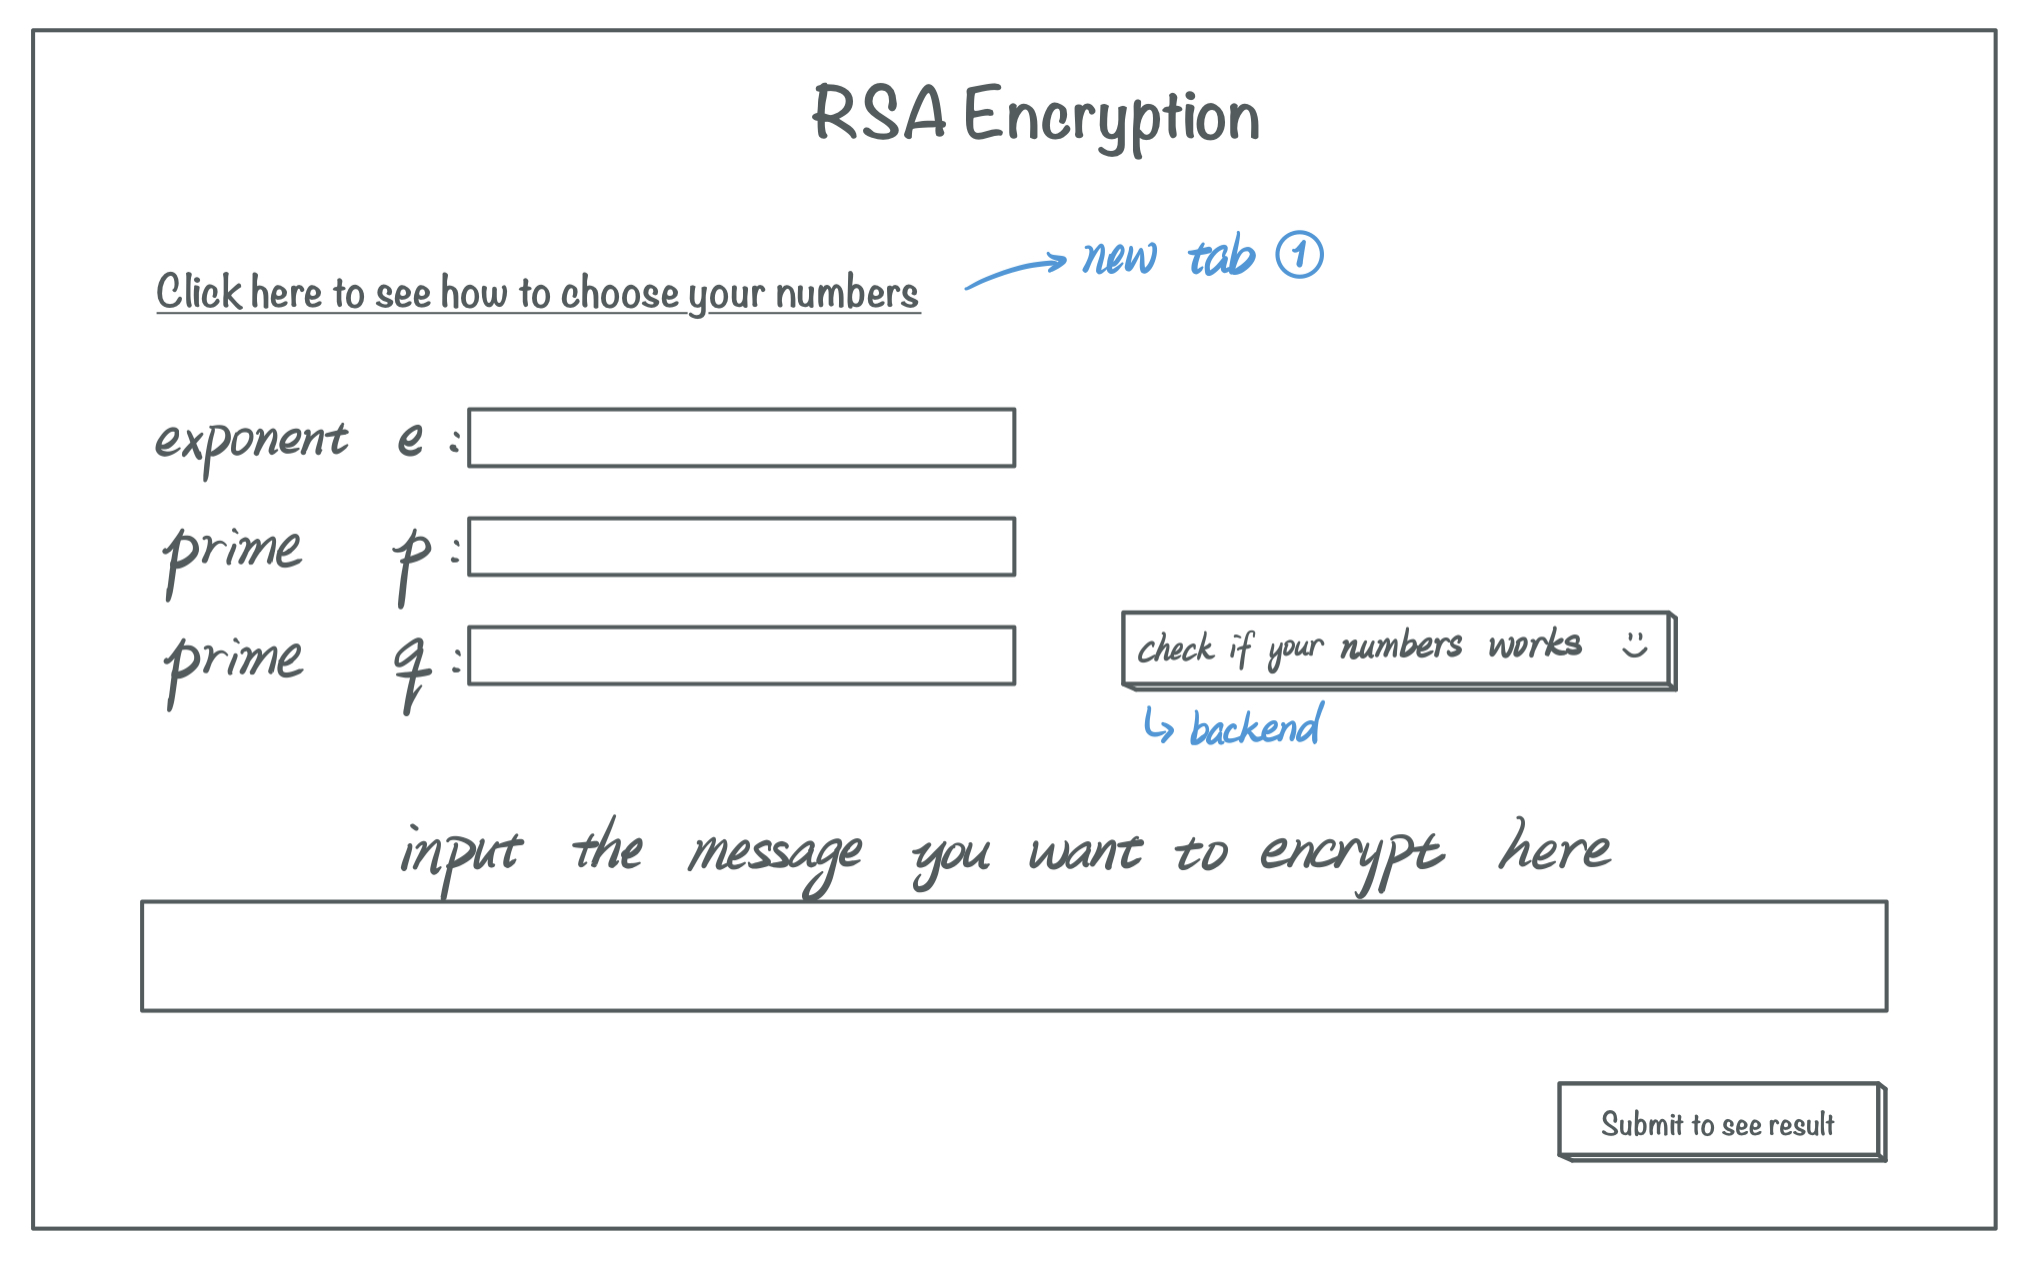 RSA Encryption
new tab ①
Click here to see how to choose your numbers
exponent e :
prime p :
prime q :
check if your numbers works
backend
input the message you want to encrypt here
Submit to see result